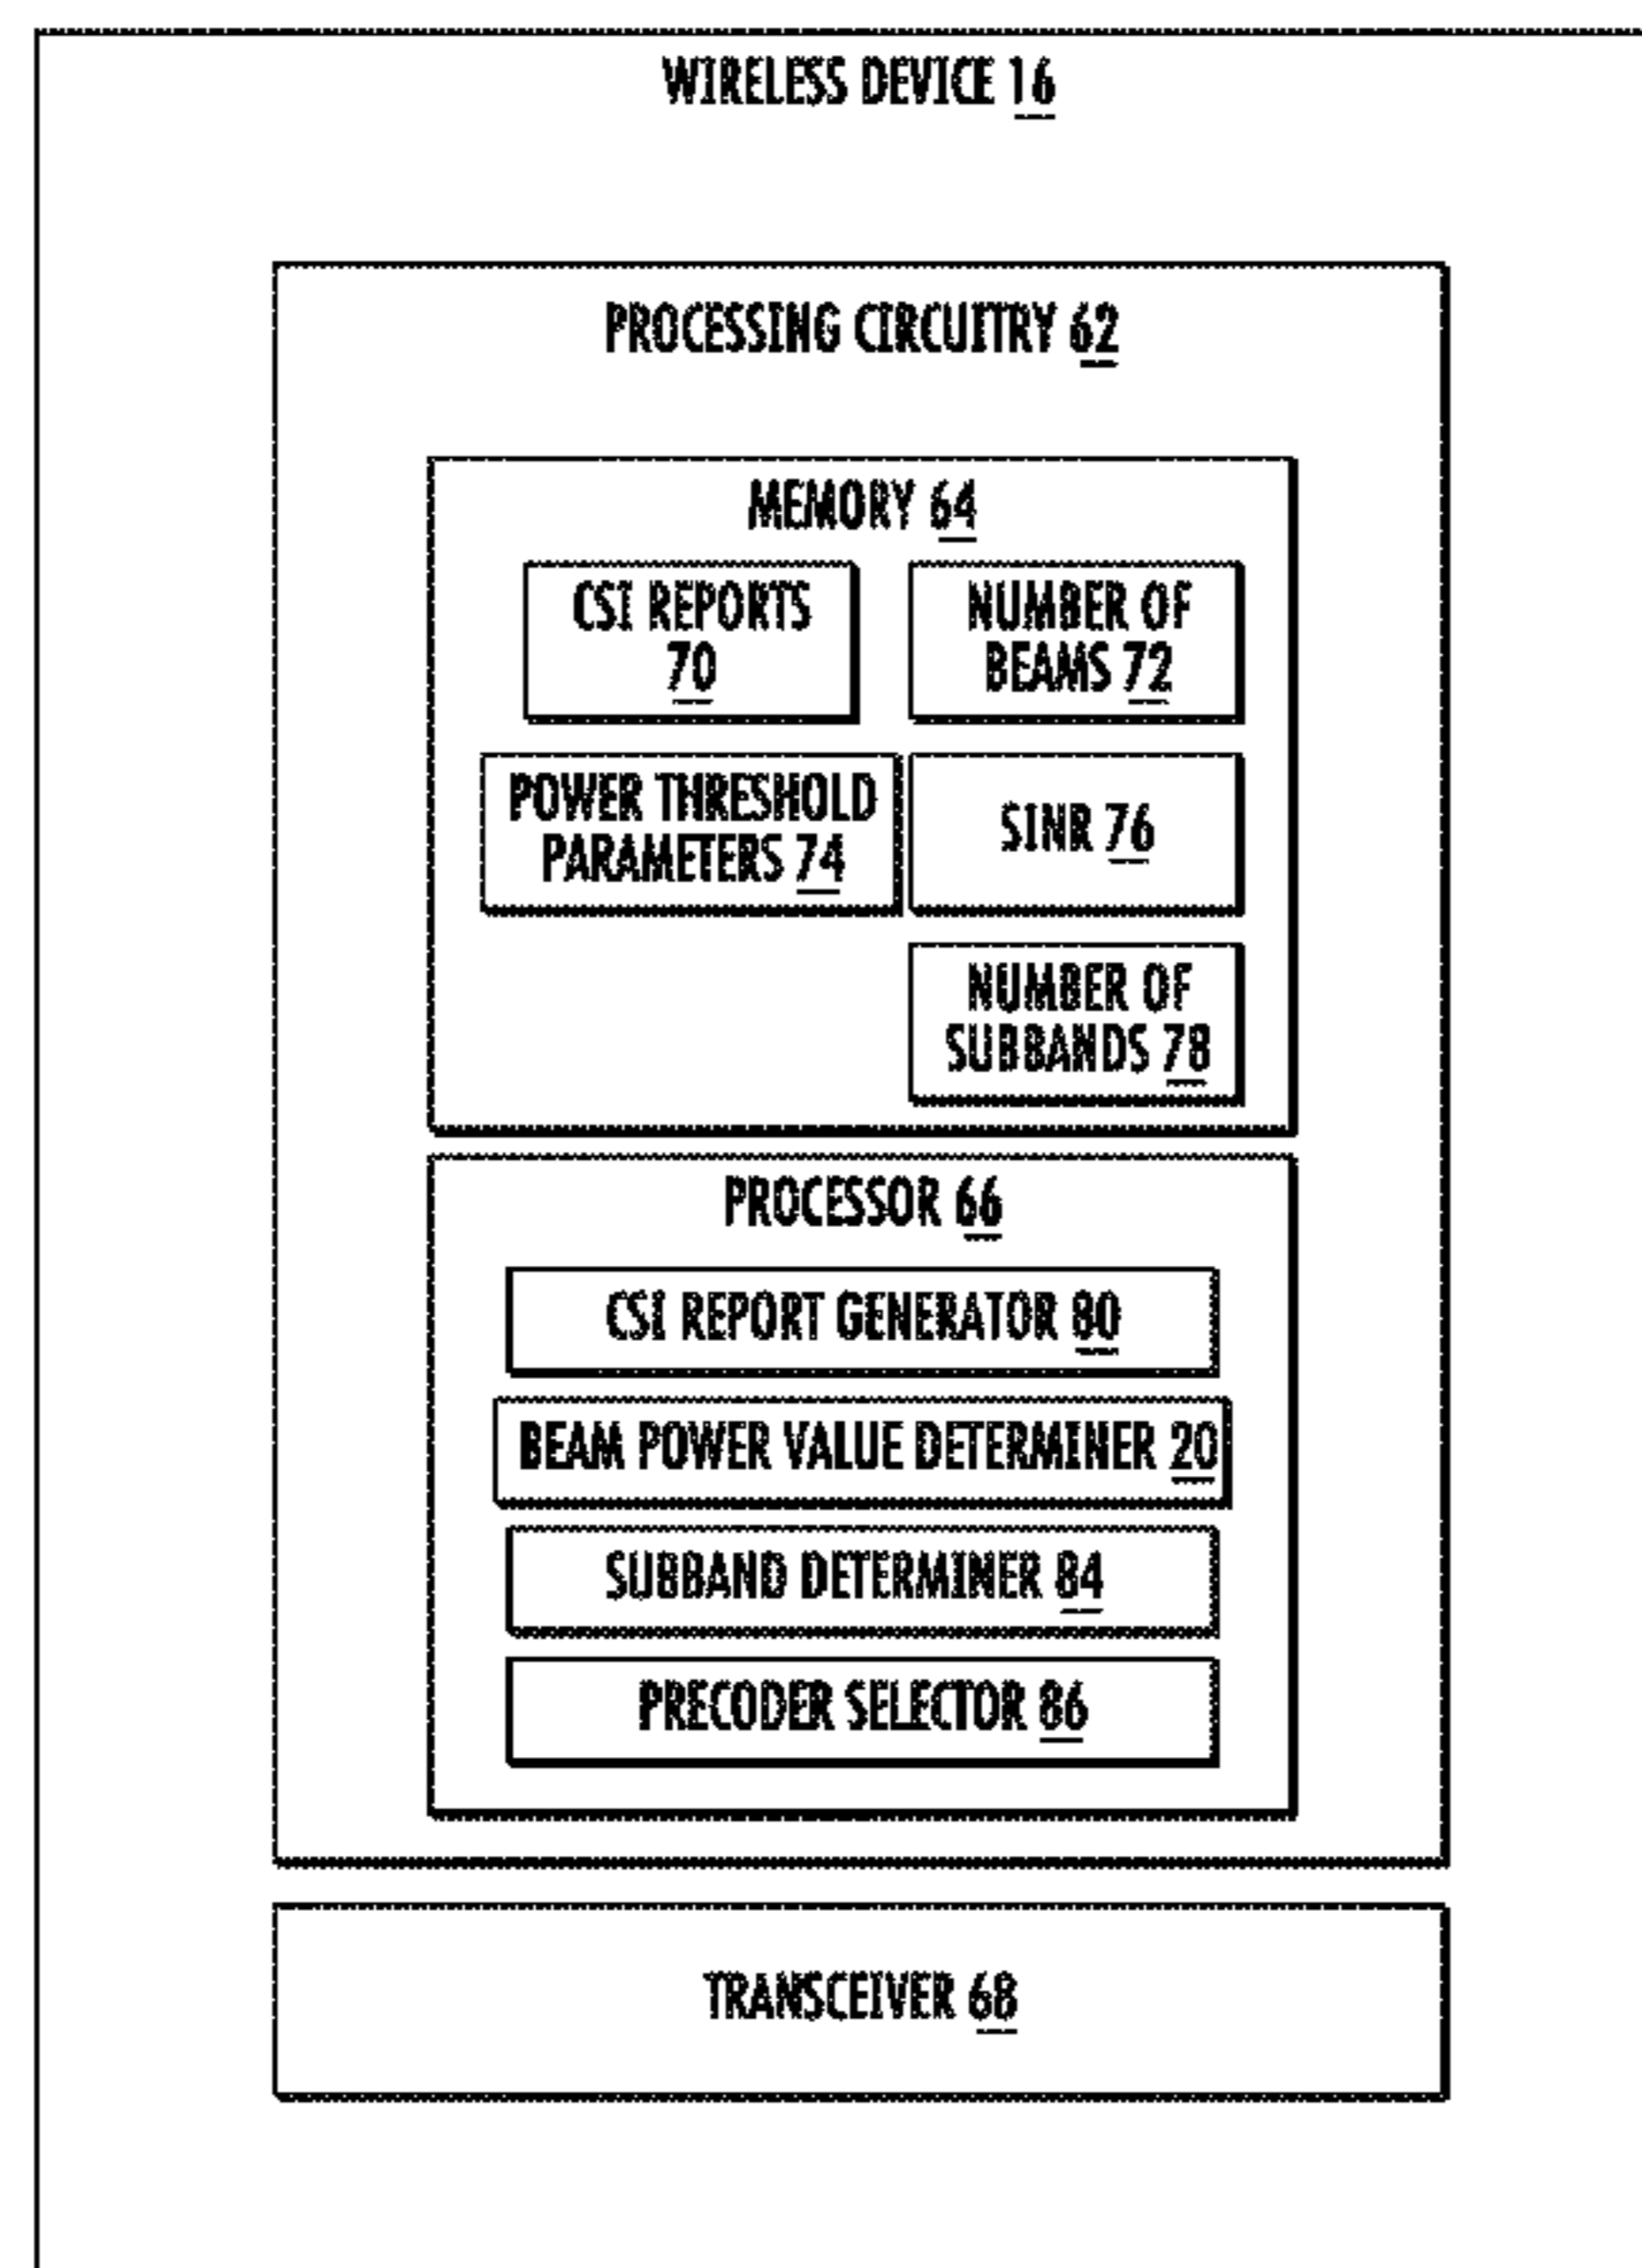 WIRELESS DEVICE 16
PROCESSING CIRCUITRY 62
MEMORY 64
CSI REPORTS
70
NUMBER OF
BEAMS 72
POWER THRESHOLD
PARAMETERS 74
SINR 76
NUMBER OF
SUBBANDS 78
PROCESSOR 66
CSI REPORT GENERATOR 80
BEAM POWER VALUE DETERMINER 20
SUBBAND DETERMINER 84
PRECODER SELECTOR 86
TRANSCEIVER 68